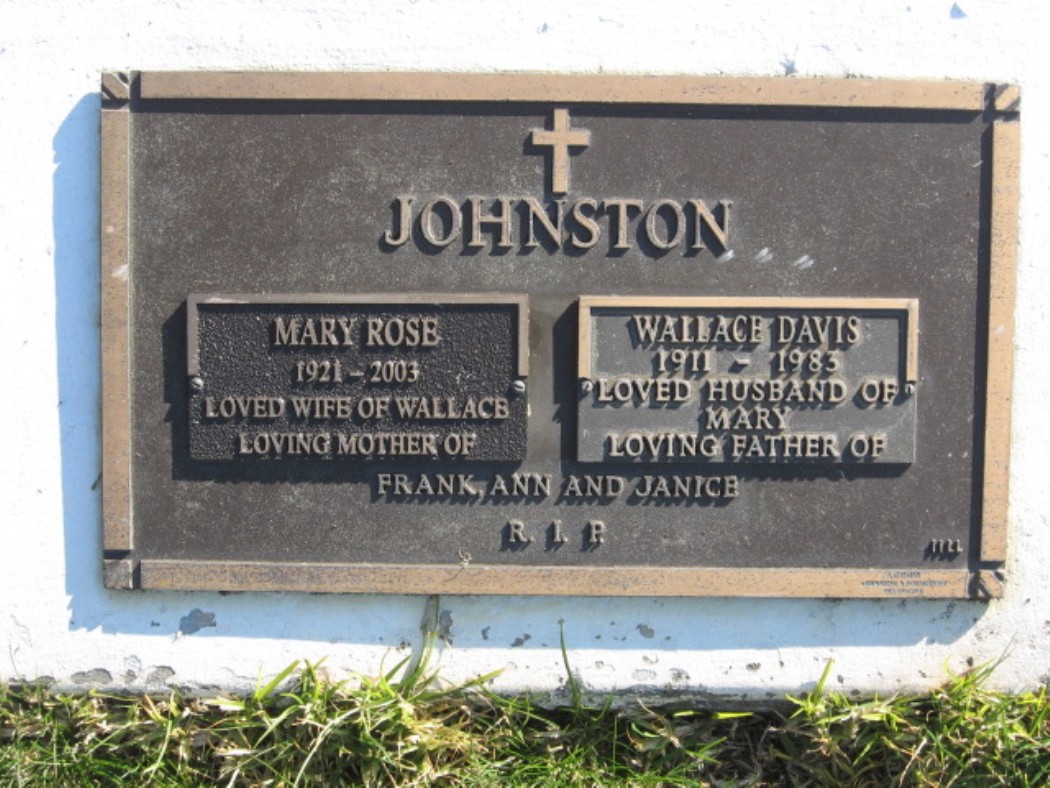 JOHNSTON
MARY ROSE
1921 - 2003
LOVED WIFE OF WALLACE
LOVING MOTHER OF
WALLACE DAVIS
1911 - 1983
LOVED HUSBAND OF
MARY
LOVING FATHER OF
FRANK, ANN AND JANICE
R. I. P.